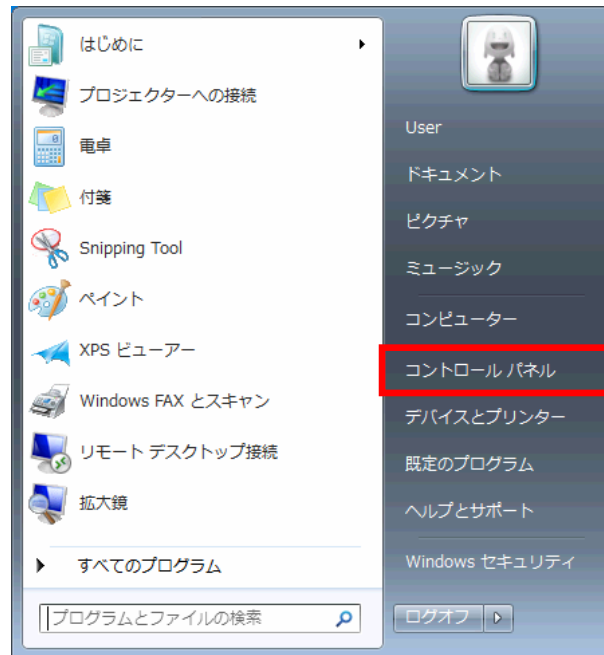 はじめに
プロジェクターへの接続
電卓
付箋
Snipping Tool
ペイント
XPS ビューアー
Windows FAX とスキャン
リモート デスクトップ接続
拡大鏡
すべてのプログラム
プログラムとファイルの検索
User
ドキュメント
ピクチャ
ミュージック
コンピューター
コントロール パネル
デバイスとプリンター
既定のプログラム
ヘルプとサポート
Windows セキュリティ
ログオフ